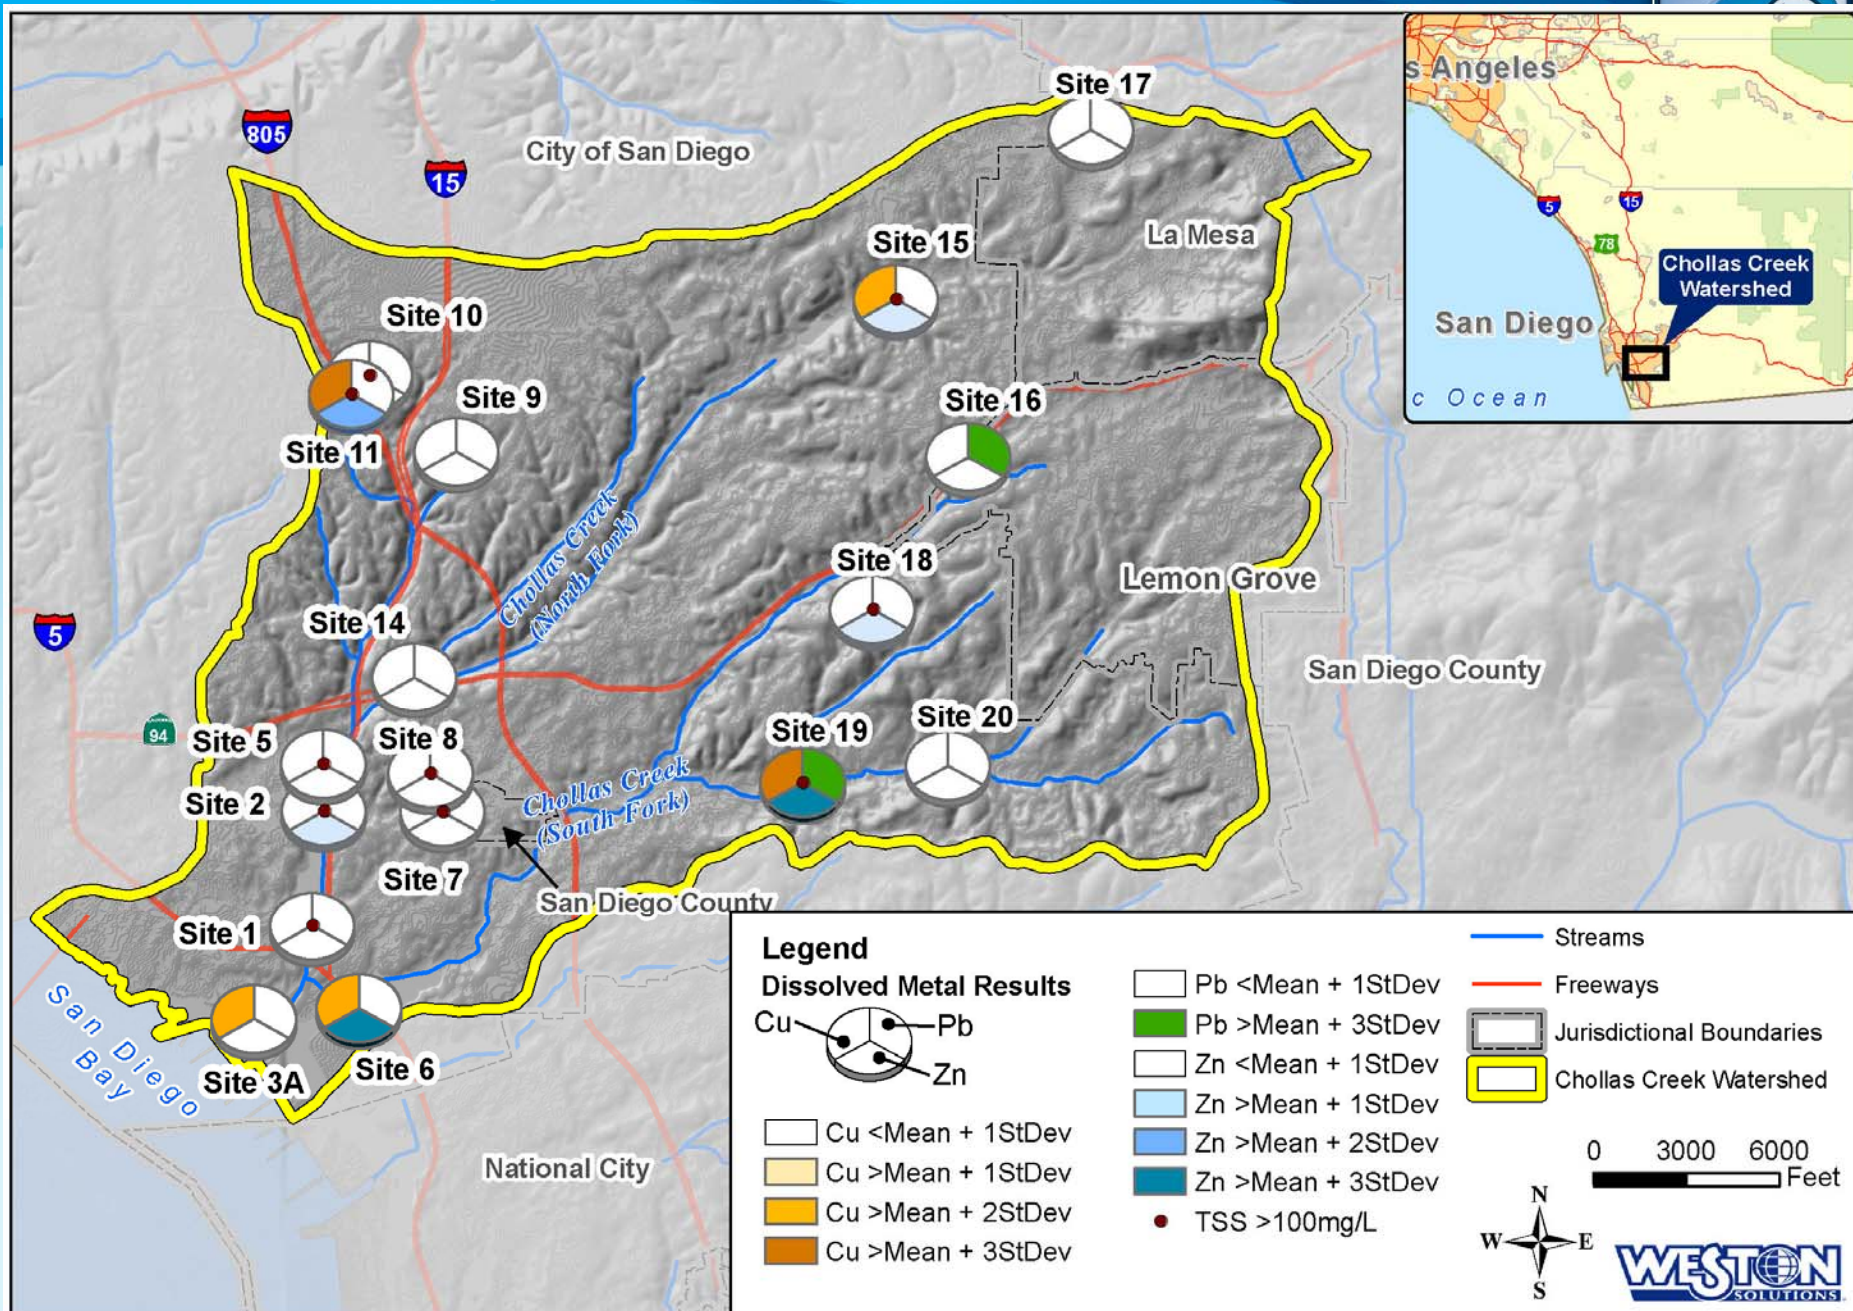 805
15
City of San Diego
Site 17
La Mesa
Site 15
Site 10
Site 9
Site 16
Site 11
Chollas Creek
(North Fork)
Site 18
Lemon Grove
Site 14
5
San Diego County
94
Site 5
Site 8
Site 19
Site 20
Site 2
Chollas Creek
(South Fork)
Site 7
San Diego County
Site 1
San Diego
Bay
Site 3A
Site 6
National City
s Angeles
5
15
78
Chollas Creek
Watershed
San Diego
c Ocean
Legend
Dissolved Metal Results
Cu
Pb
Zn
Cu <Mean + 1StDev
Cu >Mean + 1StDev
Cu >Mean + 2StDev
Cu >Mean + 3StDev
Pb <Mean + 1StDev
Pb >Mean + 3StDev
Zn <Mean + 1StDev
Zn >Mean + 1StDev
Zn >Mean + 2StDev
Zn >Mean + 3StDev
TSS >100mg/L
Streams
Freeways
Jurisdictional Boundaries
Chollas Creek Watershed
0 3000 6000
Feet
N
W E
S
WESTON
SOLUTIONS